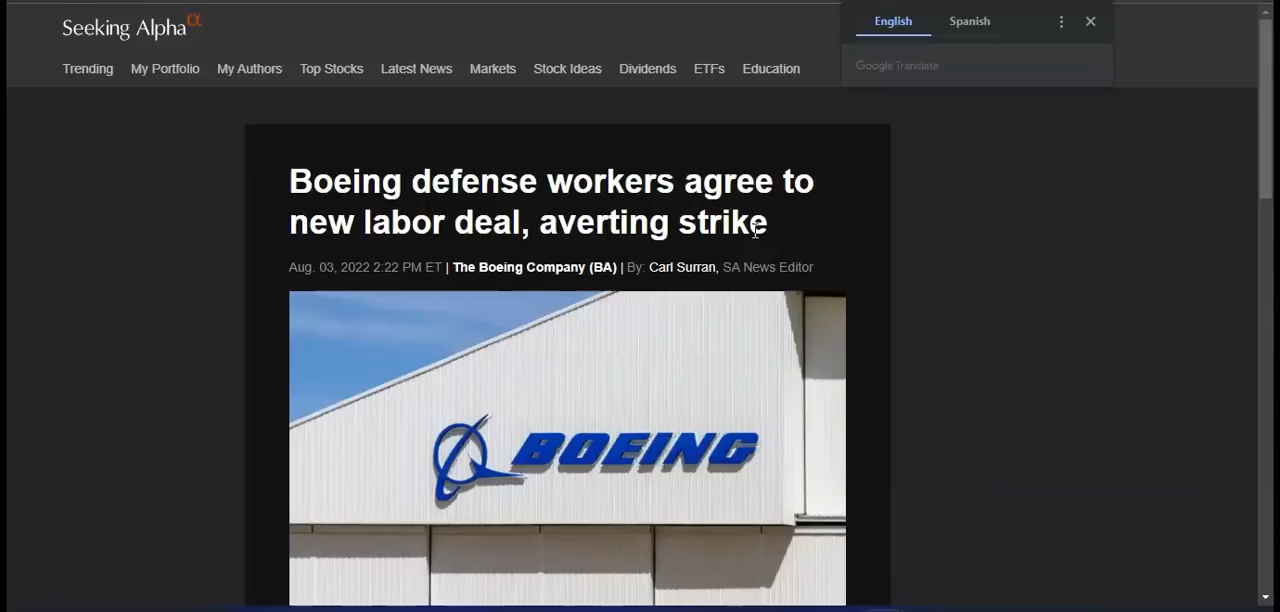 Seeking Alpha α
English Spanish
Google Translate
Trending My Portfolio My Authors Top Stocks Latest News Markets Stock Ideas Dividends ETFs Education
Boeing defense workers agree to
new labor deal, averting strike
Aug. 03, 2022 2:22 PM ET | The Boeing Company (BA) | By: Carl Surran, SA News Editor
BOEING